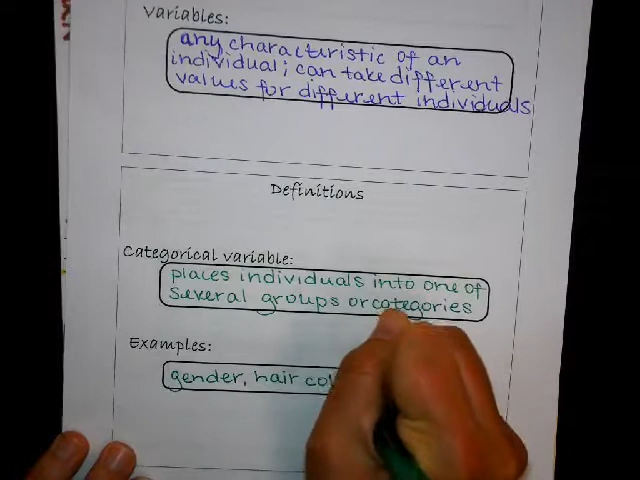 Variables:
any characteristic of an
individual; can take different
values for different individuals
Definitions
Categorical variable:
places individuals into one of
several groups or categories
Examples:
gender, hair